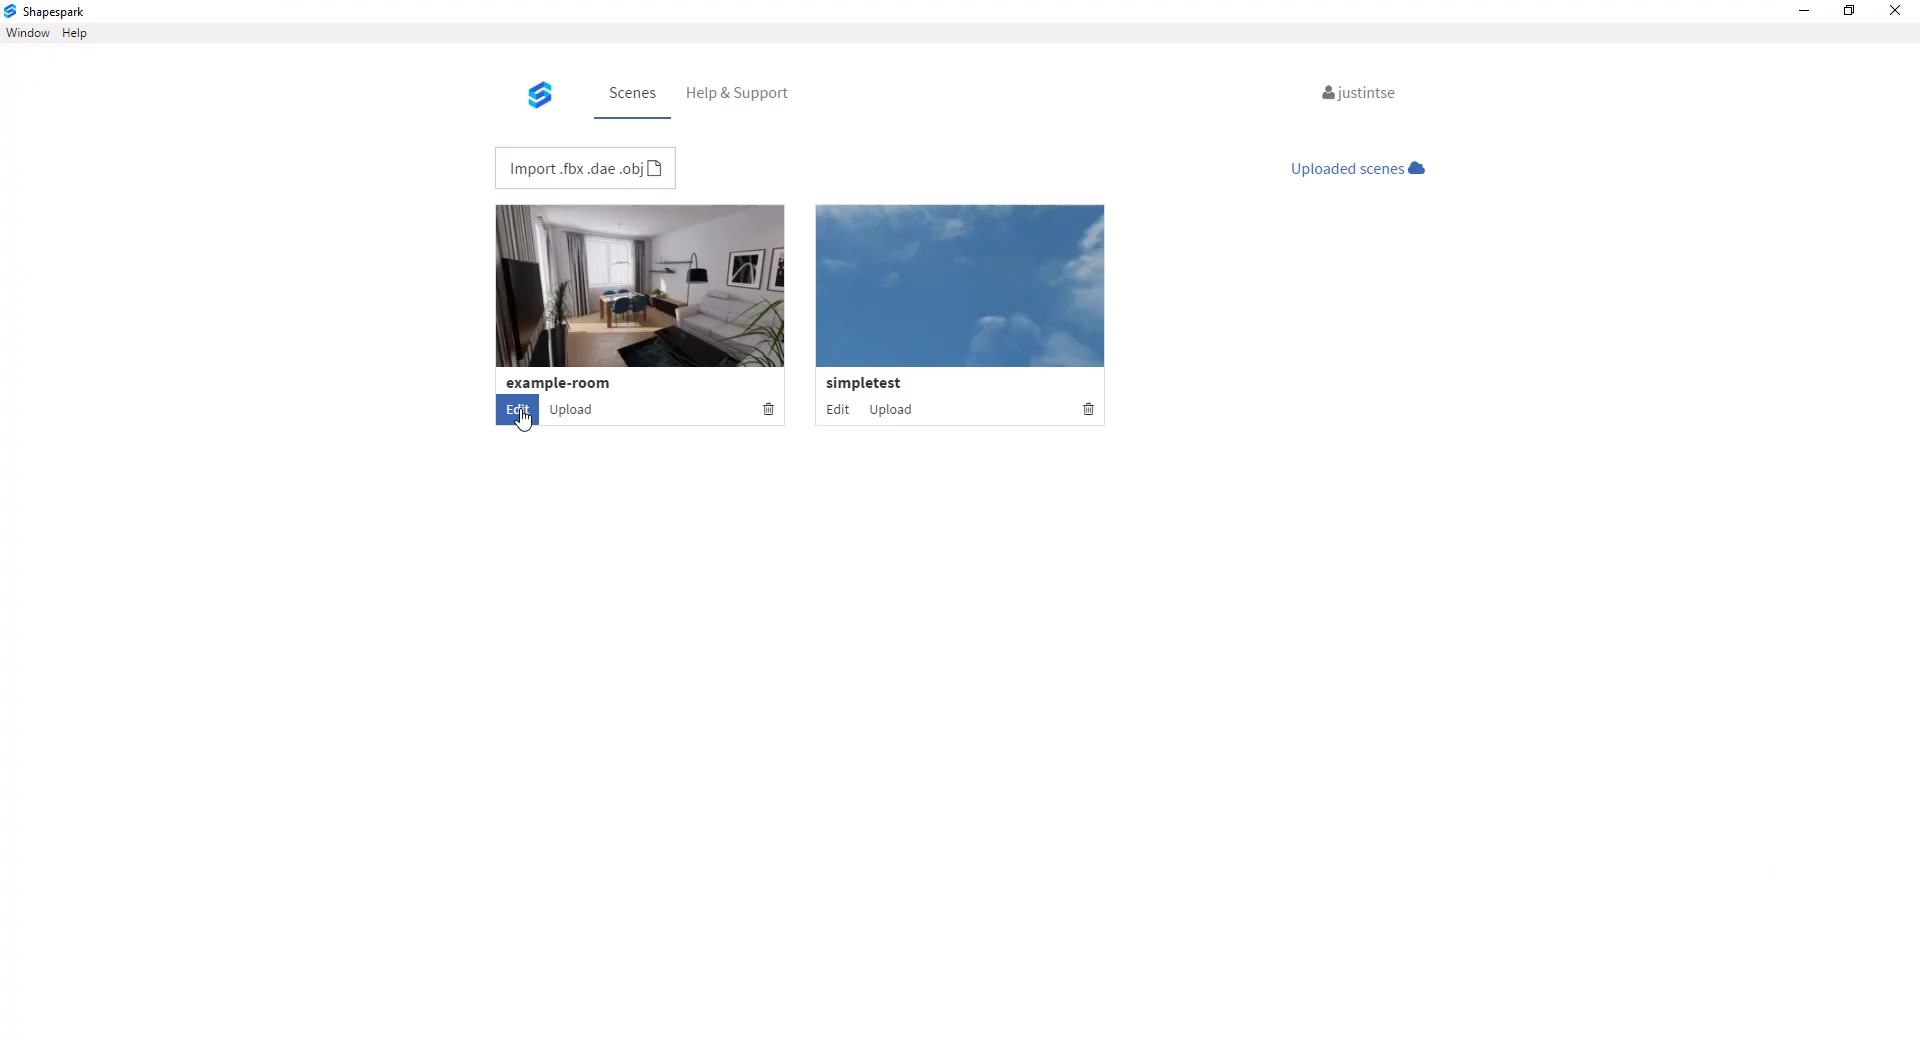 Shapespark
Window Help
Scenes Help & Support justintse
Import .fbx .dae .obj Uploaded scenes
example-room simpletest
Edit Upload Edit Upload